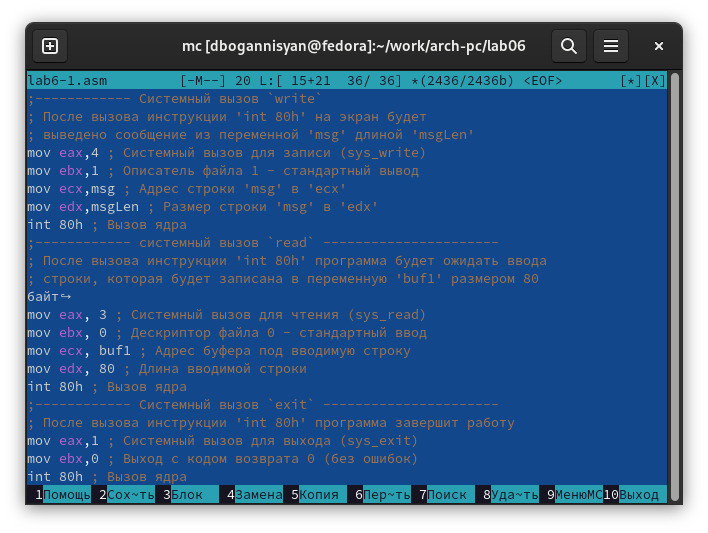 mc [dbogannisyan@fedora]:~/work/arch-pc/lab06
lab6-1.asm [-M--] 20 L:[ 15+21 36/ 36] *(2436/2436b) <EOF> [*][X]
;------------ Системный вызов `write`
; После вызова инструкции 'int 80h' на экран будет
; выведено сообщение из переменной 'msg' длиной 'msgLen'
mov eax,4 ; Системный вызов для записи (sys_write)
mov ebx,1 ; Описатель файла 1 - стандартный вывод
mov ecx,msg ; Адрес строки 'msg' в 'ecx'
mov edx,msgLen ; Размер строки 'msg' в 'edx'
int 80h ; Вызов ядра
;------------ системный вызов `read` ----------------------
; После вызова инструкции 'int 80h' программа будет ожидать ввода
; строки, которая будет записана в переменную 'buf1' размером 80
байт↪
mov eax, 3 ; Системный вызов для чтения (sys_read)
mov ebx, 0 ; Дескриптор файла 0 - стандартный ввод
mov ecx, buf1 ; Адрес буфера под вводимую строку
mov edx, 80 ; Длина вводимой строки
int 80h ; Вызов ядра
;------------ Системный вызов `exit` ----------------------
; После вызова инструкции 'int 80h' программа завершит работу
mov eax,1 ; Системный вызов для выхода (sys_exit)
mov ebx,0 ; Выход с кодом возврата 0 (без ошибок)
int 80h ; Вызов ядра
1Помощь 2Сох~ть 3Блок 4Замена 5Копия 6Пер~ть 7Поиск 8Уда~ть 9МенюMC 10Выход